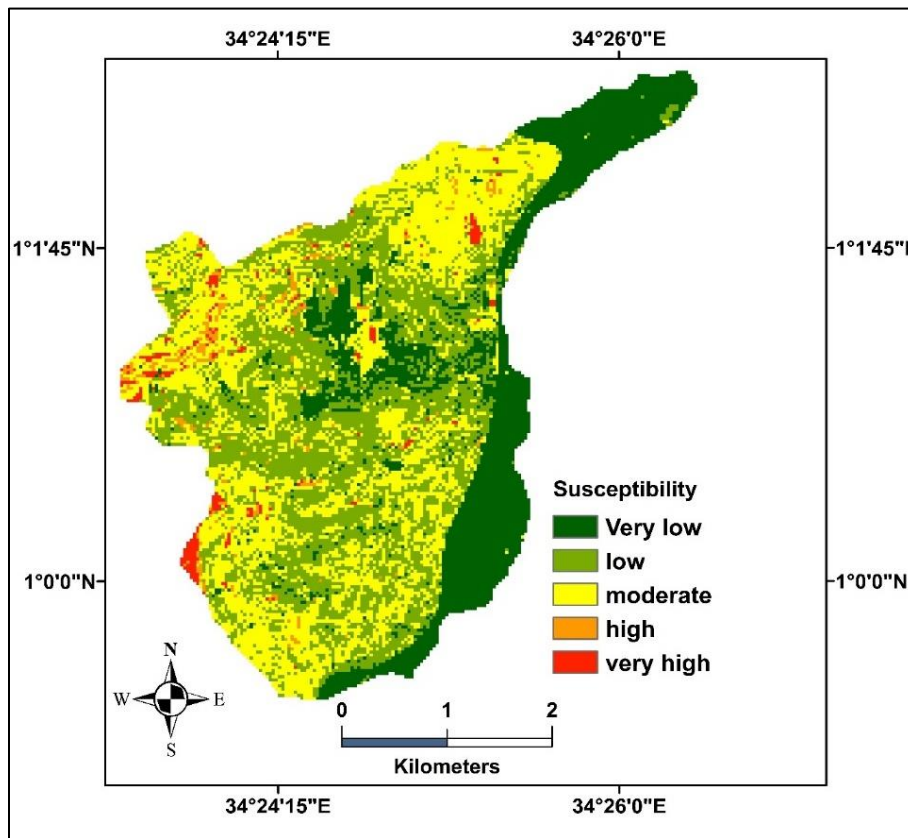 34°24'15"E 34°26'0"E
1°1'45"N 1°1'45"N
Susceptibility
Very low
low
1°0'0"N 1°0'0"N
moderate
high
very high
N
W E
S
0 1 2
Kilometers
34°24'15"E 34°26'0"E